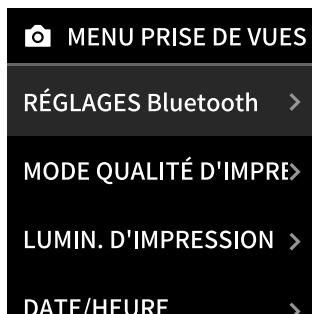 MENU PRISE DE VUES
RÉGLAGES Bluetooth
MODE QUALITÉ D'IMPRE
LUMIN. D'IMPRESSION
DATE/HEURE